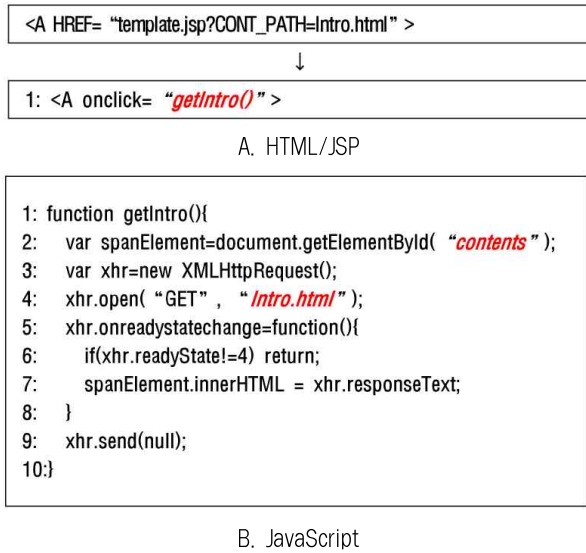 <A HREF= “template.jsp?CONT_PATH=Intro.html” >
↓
1: <A onclick= “getIntro()” >
A. HTML/JSP
1: function getIntro(){
2: var spanElement=document.getElementById( “contents” );
3: var xhr=new XMLHttpRequest();
4: xhr.open( “GET” , “Intro.html” );
5: xhr.onreadystatechange=function(){
6: if(xhr.readyState!=4) return;
7: spanElement.innerHTML = xhr.responseText;
8: }
9: xhr.send(null);
10:}
B. JavaScript